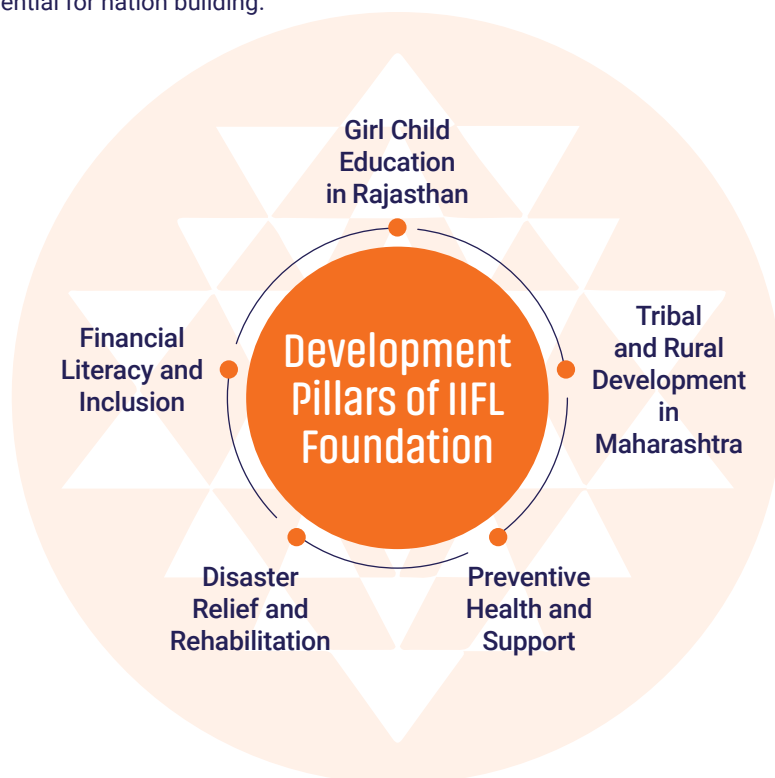 for nation building.
Girl Child
Education
in Rajasthan
Tribal
and Rural
Development
in
Maharashtra
Preventive
Health and
Support
Disaster
Relief and
Rehabilitation
Financial
Literacy and
Inclusion
Development
Pillars of IIFL
Foundation